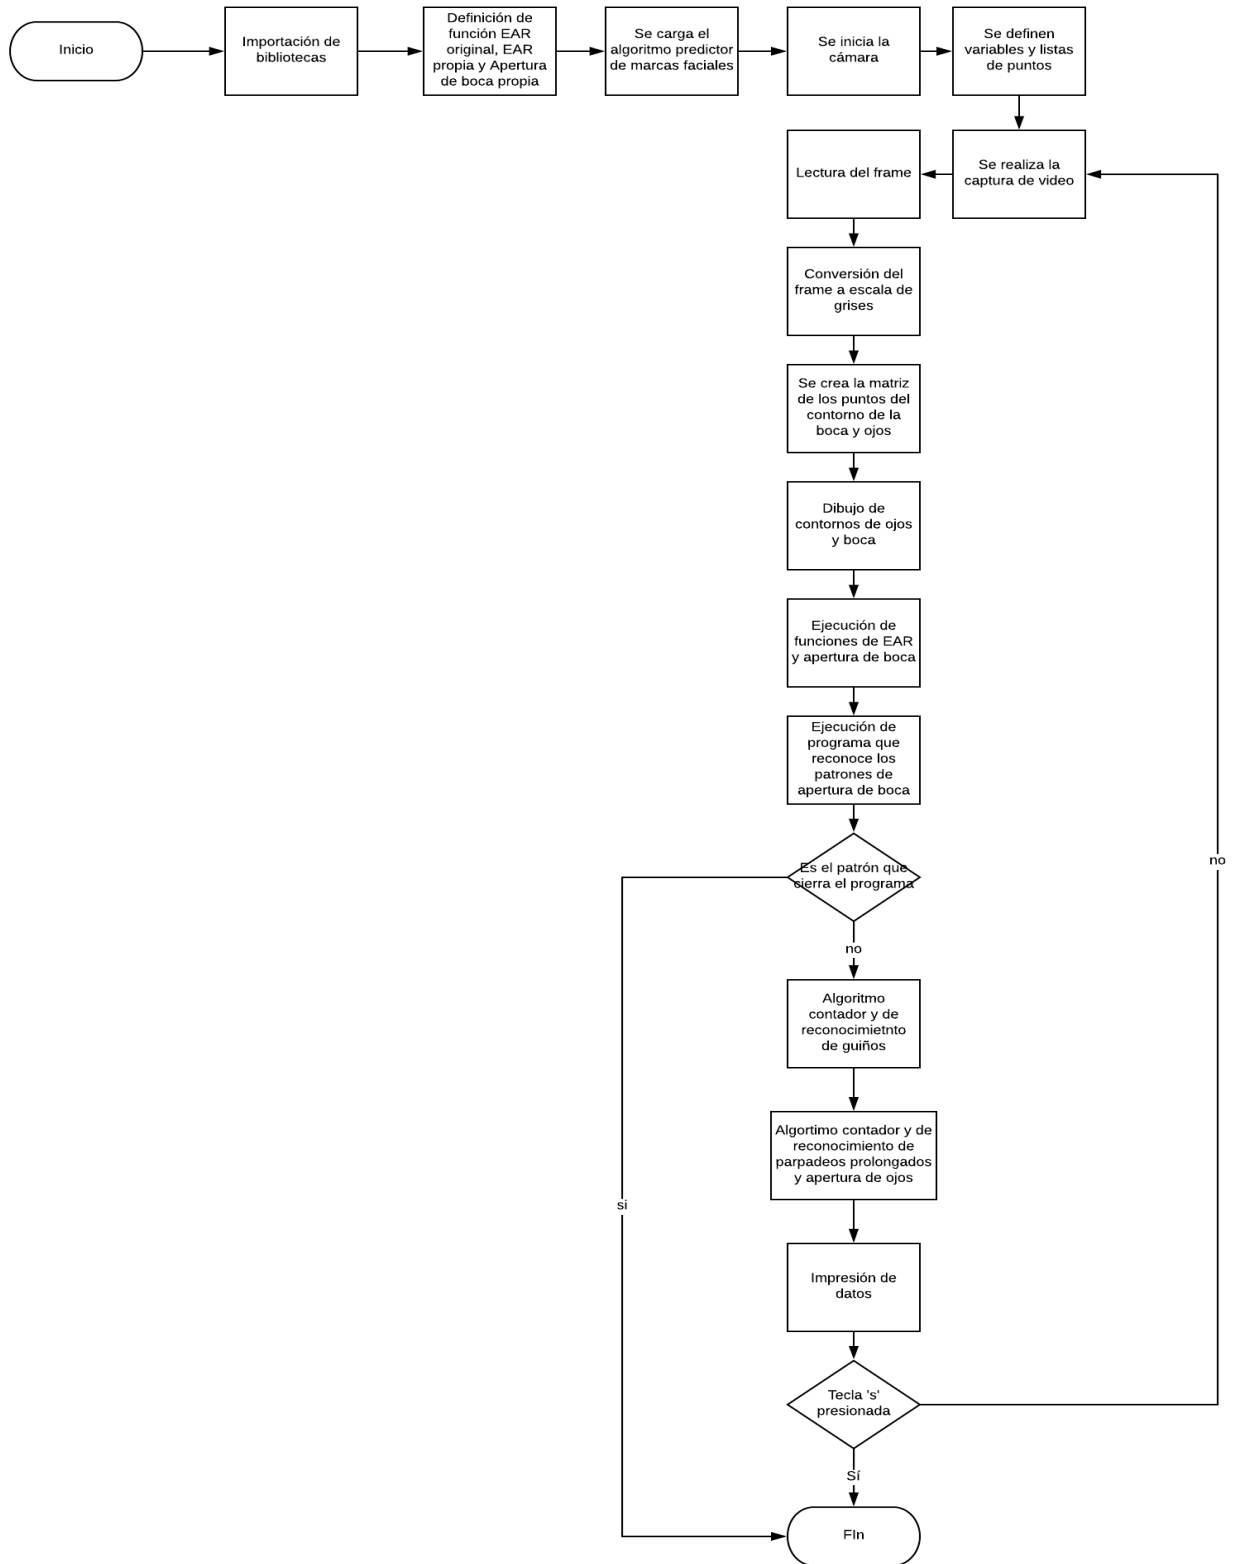 Inicio
Importación de
bibliotecas
Definición de
función EAR
original, EAR
propia y Apertura
de boca propia
Se carga el
algoritmo predictor
de marcas faciales
Se inicia la
cámara
Se definen
variables y listas
de puntos
Se realiza la
captura de video
Lectura del frame
Conversión del
frame a escala de
grises
Se crea la matriz
de los puntos del
contorno de la
boca y ojos
Dibujo de
contornos de ojos
y boca
Ejecución de
funciones de EAR
y apertura de boca
Ejecución de
programa que
reconoce los
patrones de
apertura de boca
Es el patrón que
cierra el programa
no
no
Algoritmo
contador y de
reconocimietnto
de guiños
Algortimo contador y de
reconocimiento de
parpadeos prolongados
y apertura de ojos
si
Impresión de
datos
Tecla 's'
presionada
Sí
FIn